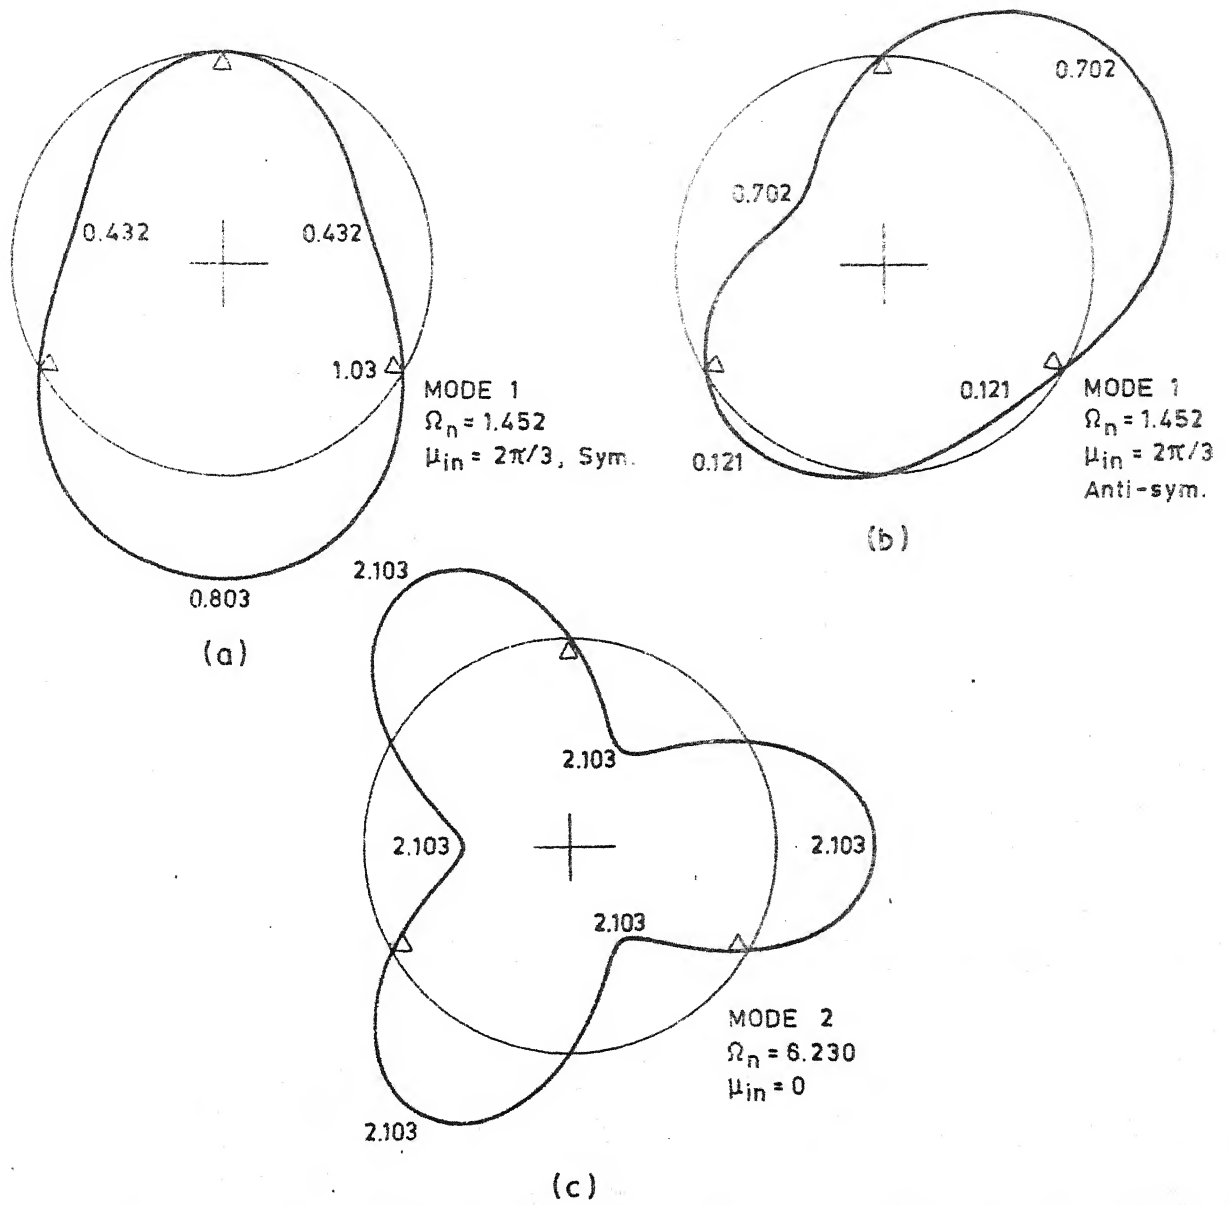 0.432
0.432
1.03
MODE 1
Ωn = 1.452
μin = 2π/3, Sym.
0.803
(a)
0.702
0.702
0.121
0.121
MODE 1
Ωn = 1.452
μin = 2π/3
Anti-sym.
(b)
2.103
2.103
2.103
2.103
2.103
2.103
MODE 2
Ωn = 6.230
μin = 0
(c)